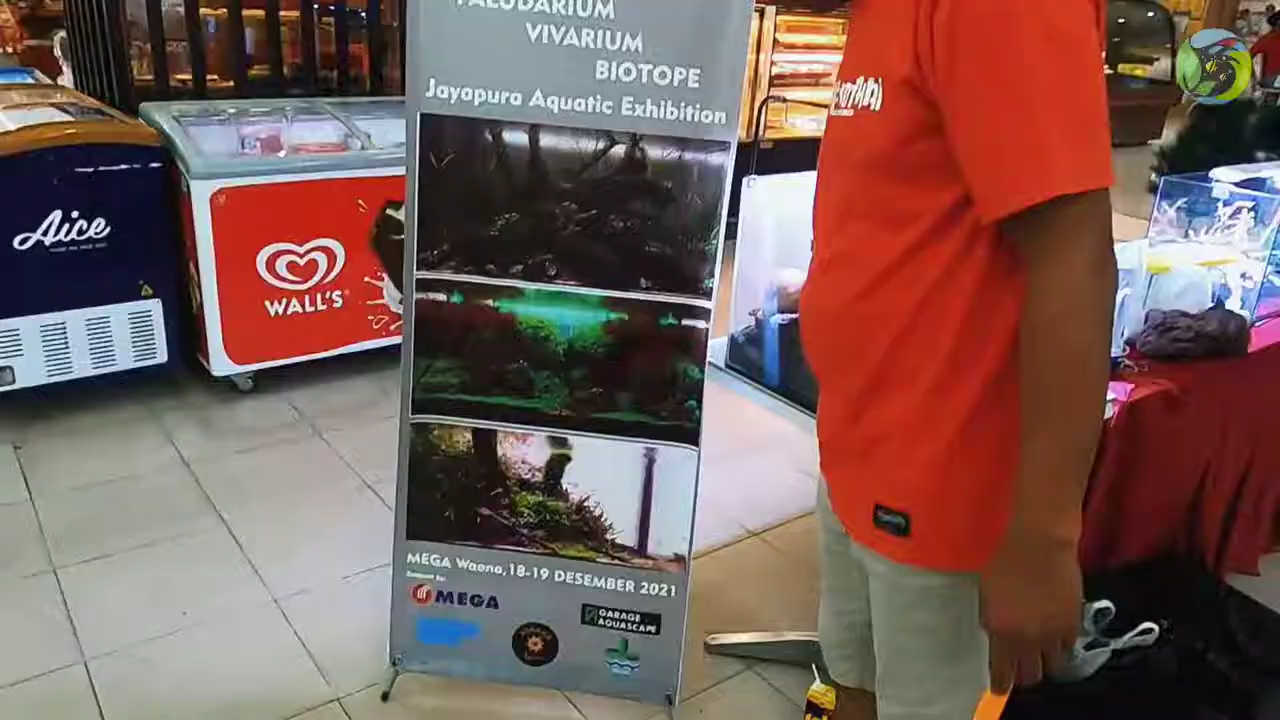 PALUDARIUM
VIVARIUM
BIOTOPE
Jayapura Aquatic Exhibition
MEGA Waena, 18-19 DESEMBER 2021
MEGA
GARAGE
AQUASCAPE
Aice
WALL'S